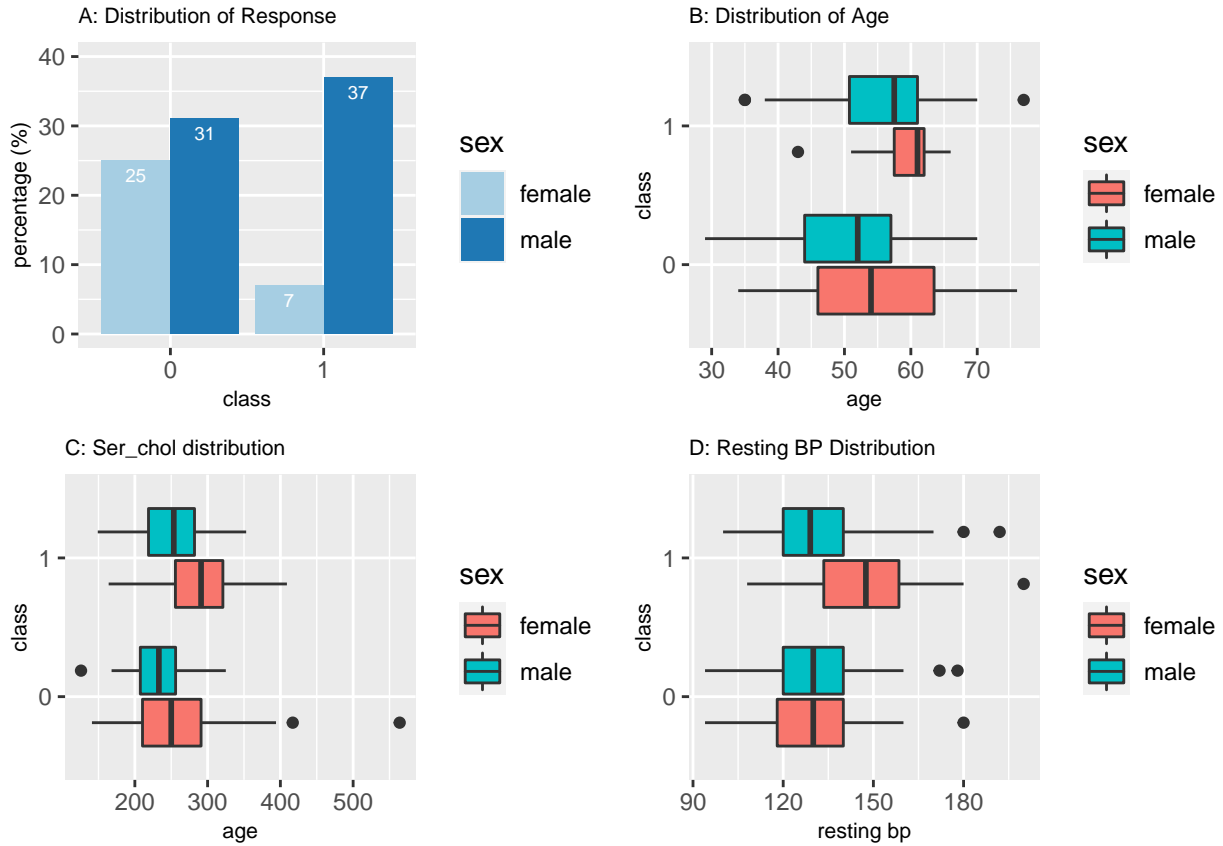 A: Distribution of Response
percentage (%)
40
30
20
10
0
25
31
7
37
0
1
class
sex
female
male
B: Distribution of Age
class
1
0
30
40
50
60
70
age
sex
female
male
C: Ser_chol distribution
class
1
0
200
300
400
500
age
sex
female
male
D: Resting BP Distribution
class
1
0
90
120
150
180
resting bp
sex
female
male